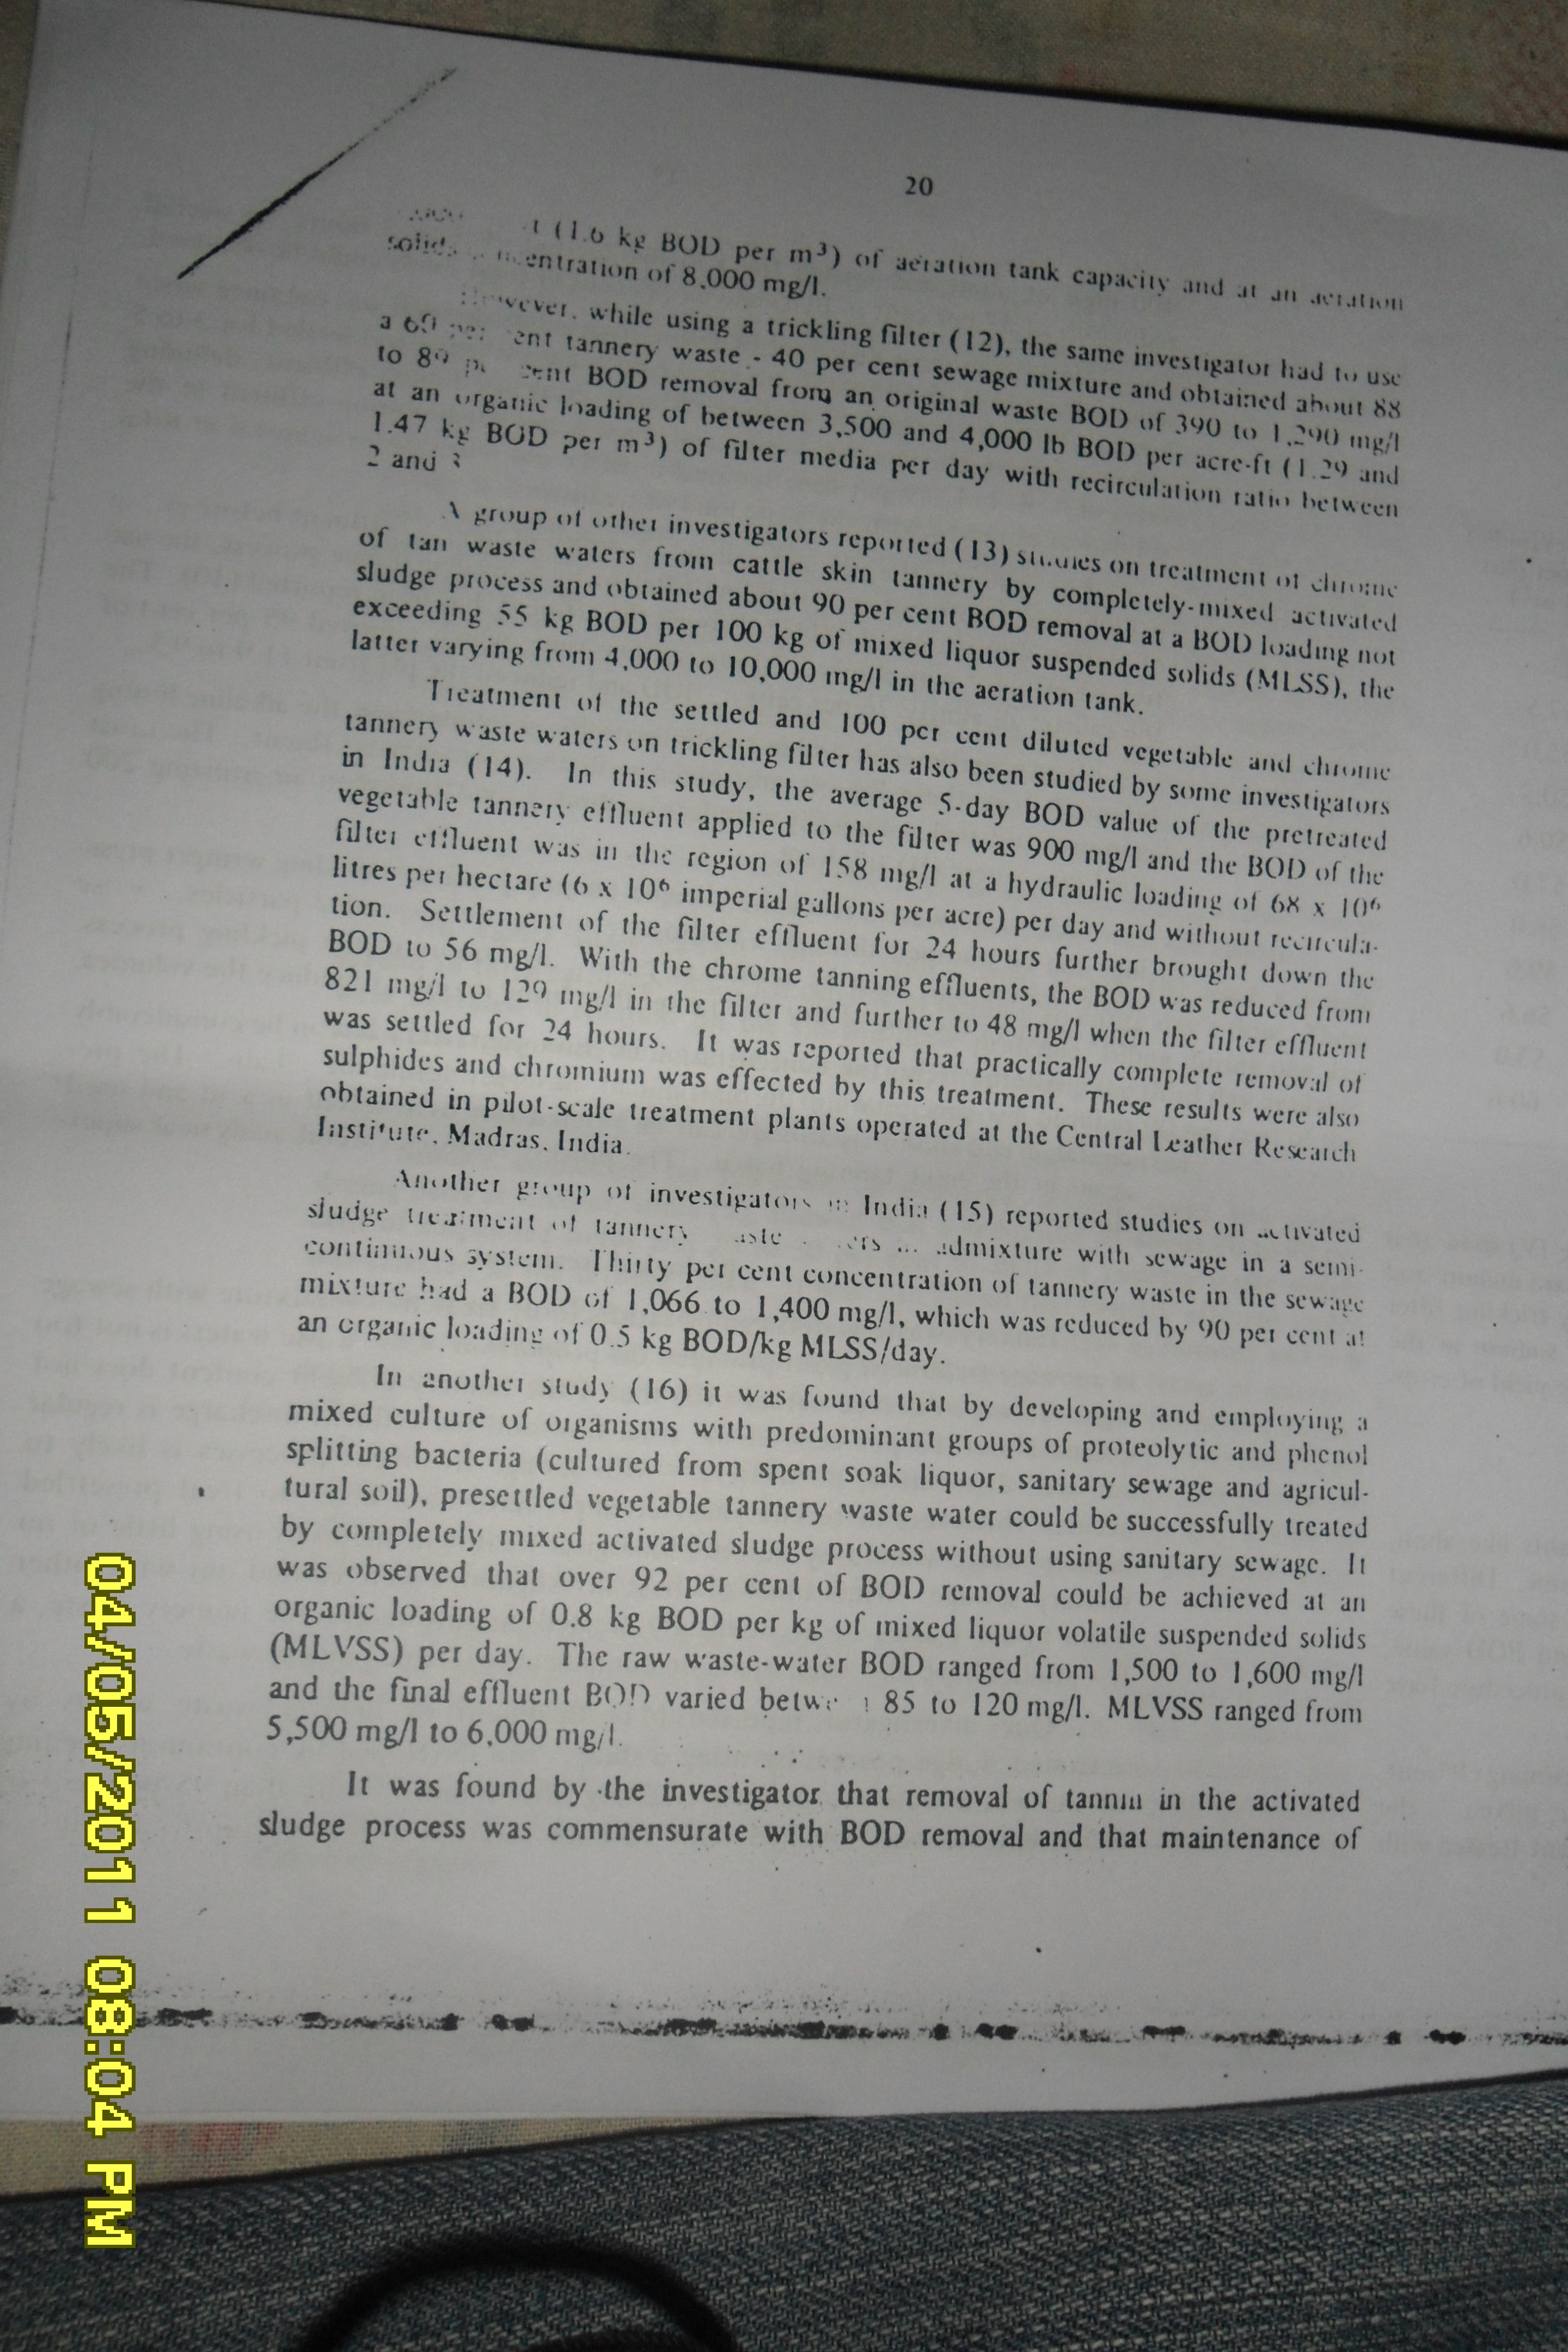 20
(1.6 kg BOD per m³) of aeration tank capacity and at an aeration
solids concentration of 8,000 mg/l.
However, while using a trickling filter (12), the same investigator had to use
a 60 per cent tannery waste - 40 per cent sewage mixture and obtained about 88
to 89 per cent BOD removal from an original waste BOD of 390 to 1,290 mg/l
at an organic loading of between 3,500 and 4,000 lb BOD per acre-ft (1.29 and
1.47 kg BOD per m³) of filter media per day with recirculation ratio between
2 and 3
A group of other investigators reported (13) studies on treatment of chrome
of tan waste waters from cattle skin tannery by completely-mixed activated
sludge process and obtained about 90 per cent BOD removal at a BOD loading not
exceeding 55 kg BOD per 100 kg of mixed liquor suspended solids (MLSS), the
latter varying from 4,000 to 10,000 mg/l in the aeration tank.
Treatment of the settled and 100 per cent diluted vegetable and chrome
tannery waste waters on trickling filter has also been studied by some investigators
in India (14). In this study, the average 5-day BOD value of the pretreated
vegetable tannery effluent applied to the filter was 900 mg/l and the BOD of the
filter effluent was in the region of 158 mg/l at a hydraulic loading of 68 x 10⁶
litres per hectare (6 x 10⁶ imperial gallons per acre) per day and without recircula-
tion. Settlement of the filter effluent for 24 hours further brought down the
BOD to 56 mg/l. With the chrome tanning effluents, the BOD was reduced from
821 mg/l to 129 mg/l in the filter and further to 48 mg/l when the filter effluent
was settled for 24 hours. It was reported that practically complete removal of
sulphides and chromium was effected by this treatment. These results were also
obtained in pilot-scale treatment plants operated at the Central Leather Research
Institute, Madras, India.
Another group of investigators in India (15) reported studies on activated
sludge treatment of tannery waste waters in admixture with sewage in a semi-
continuous system. Thirty per cent concentration of tannery waste in the sewage
mixture had a BOD of 1,066 to 1,400 mg/l, which was reduced by 90 per cent at
an organic loading of 0.5 kg BOD/kg MLSS/day.
In another study (16) it was found that by developing and employing a
mixed culture of organisms with predominant groups of proteolytic and phenol
splitting bacteria (cultured from spent soak liquor, sanitary sewage and agricul-
tural soil), presettled vegetable tannery waste water could be successfully treated
by completely mixed activated sludge process without using sanitary sewage. It
was observed that over 92 per cent of BOD removal could be achieved at an
organic loading of 0.8 kg BOD per kg of mixed liquor volatile suspended solids
(MLVSS) per day. The raw waste-water BOD ranged from 1,500 to 1,600 mg/l
and the final effluent BOD varied between 85 to 120 mg/l. MLVSS ranged from
5,500 mg/l to 6,000 mg/l.
It was found by the investigator that removal of tannin in the activated
sludge process was commensurate with BOD removal and that maintenance of
04/05/2011 08:04 PM